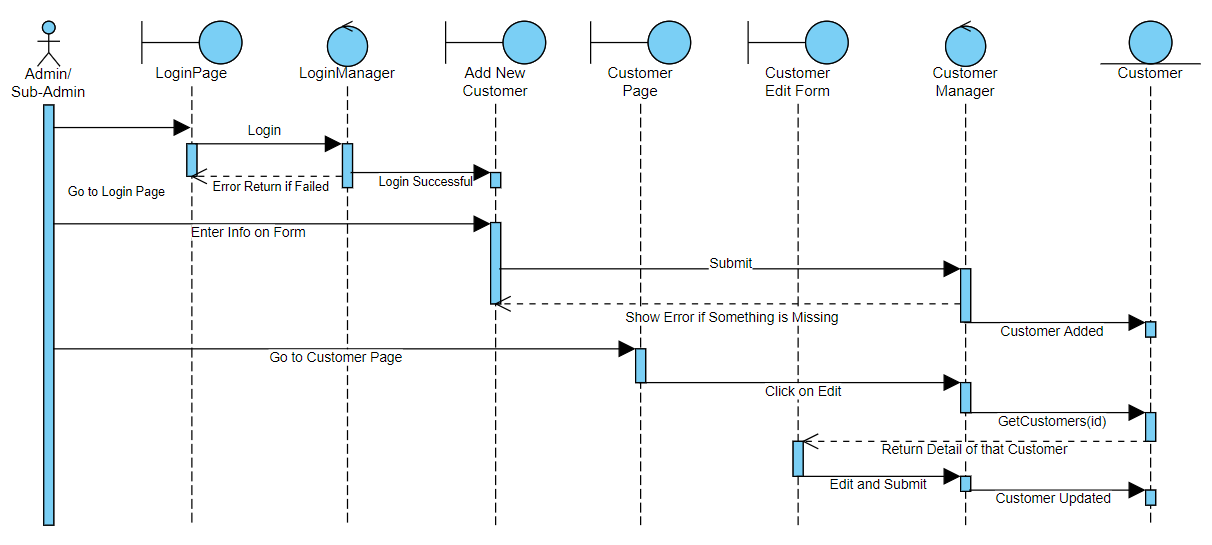 Admin/
Sub-Admin
LoginPage
LoginManager
Add New
Customer
Customer
Page
Customer
Edit Form
Customer
Manager
Customer
Login
Error Return if Failed
Login Successful
Go to Login Page
Enter Info on Form
Submit
Show Error if Something is Missing
Customer Added
Go to Customer Page
Click on Edit
GetCustomers(id)
Return Detail of that Customer
Edit and Submit
Customer Updated